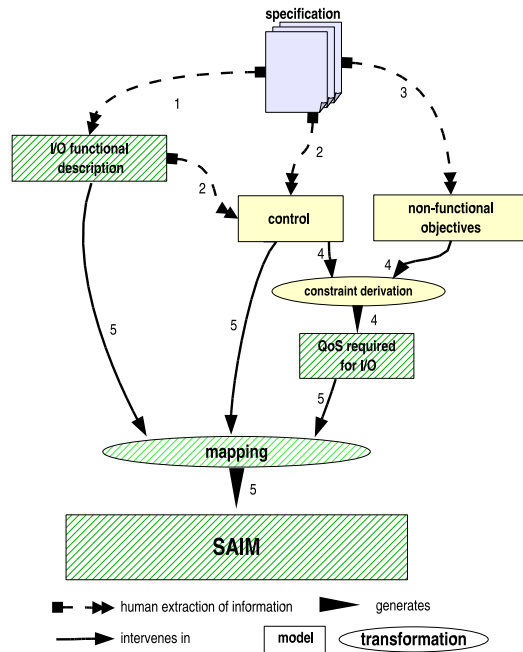 specification
1
3
I/O functional
description
2
2
control
non-functional
objectives
4
4
constraint derivation
4
5
5
QoS required
for I/O
5
mapping
5
SAIM
human extraction of information
generates
intervenes in
model
transformation